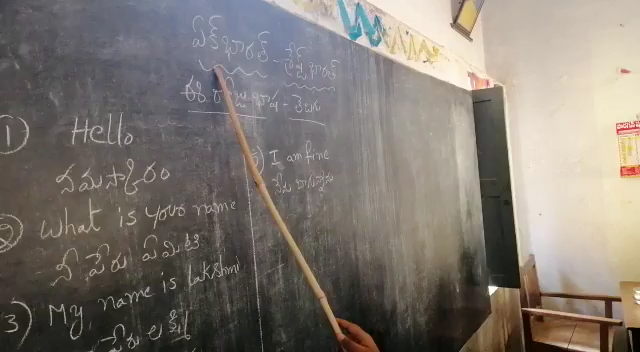 ఏక్ భారత్ - శ్రేష్ఠ భారత్
భాష - తెలుగు
1) Hello
నమస్కారం
2) What is your name
నీ పేరు ఏమిటి
3) My name is Lakshmi
పేరు లక్ష్మి
5) I am fine
నేను బాగున్నాను